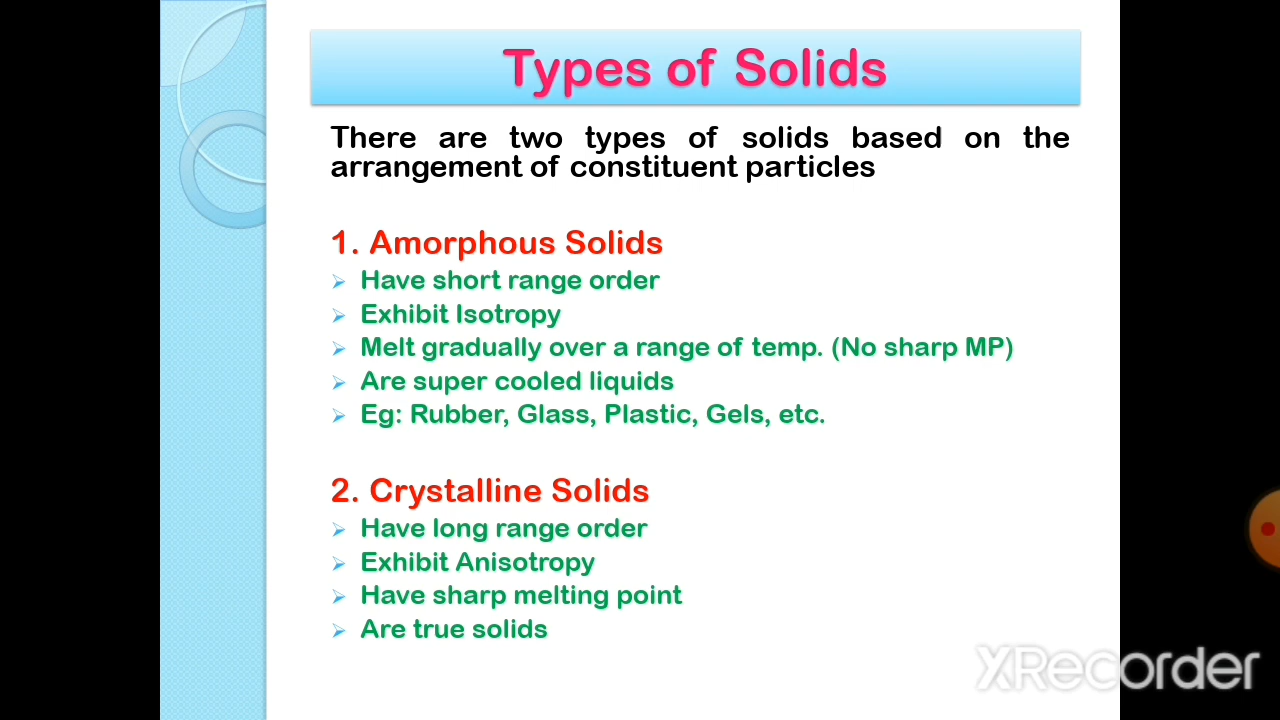 Types of Solids
There are two types of solids based on the
arrangement of constituent particles
1. Amorphous Solids
Have short range order
Exhibit Isotropy
Melt gradually over a range of temp. (No sharp MP)
Are super cooled liquids
Eg: Rubber, Glass, Plastic, Gels, etc.
2. Crystalline Solids
Have long range order
Exhibit Anisotropy
Have sharp melting point
Are true solids
XRecorder